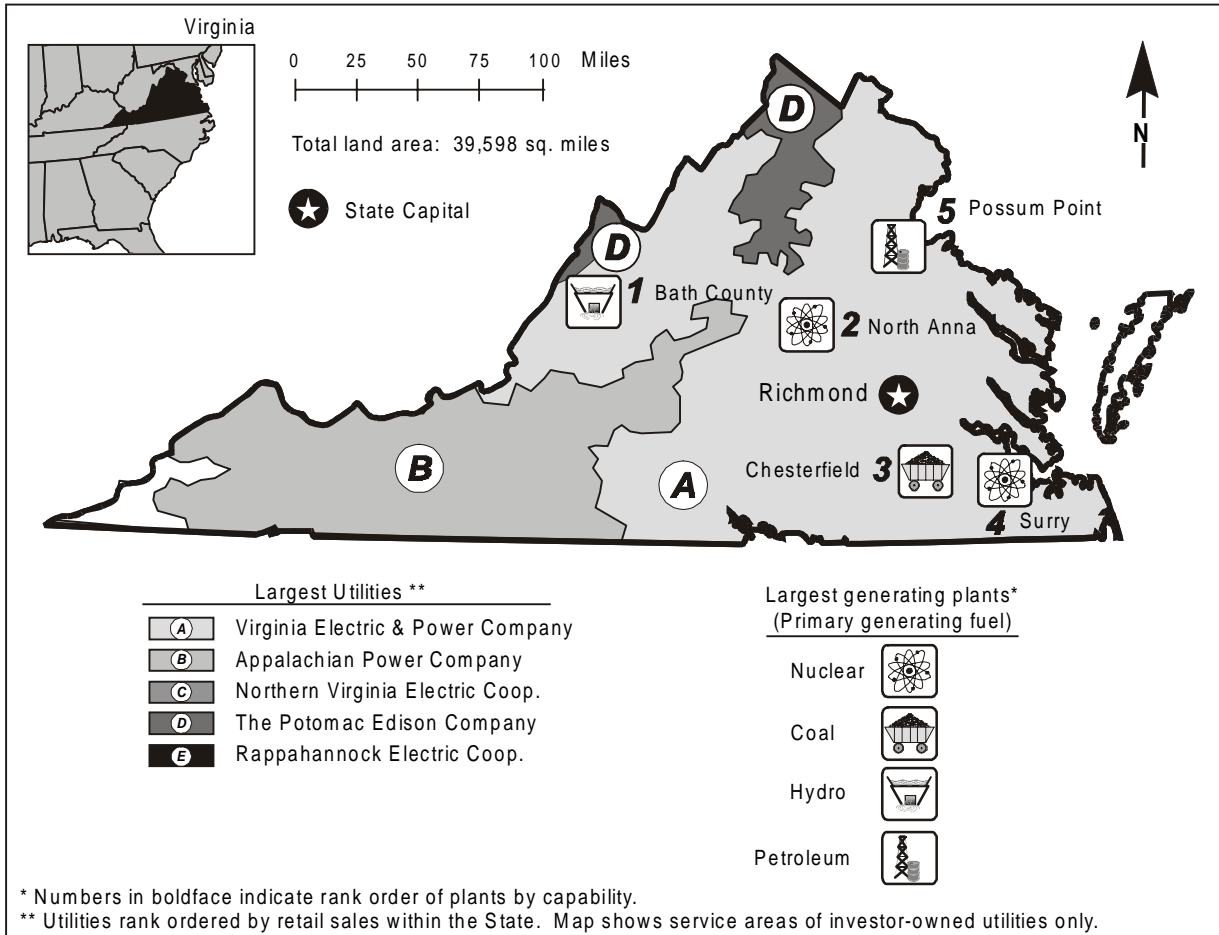 Virginia
0 25 50 75 100 Miles
Total land area: 39,598 sq. miles
State Capital
N
D
5 Possum Point
D
1 Bath County
2 North Anna
Richmond
B
Chesterfield 3
A
4 Surry
Largest Utilities **
A Virginia Electric & Power Company
B Appalachian Power Company
C Northern Virginia Electric Coop.
D The Potomac Edison Company
E Rappahannock Electric Coop.
Largest generating plants*
(Primary generating fuel)
Nuclear
Coal
Hydro
Petroleum
* Numbers in boldface indicate rank order of plants by capability.
** Utilities rank ordered by retail sales within the State. Map shows service areas of investor-owned utilities only.